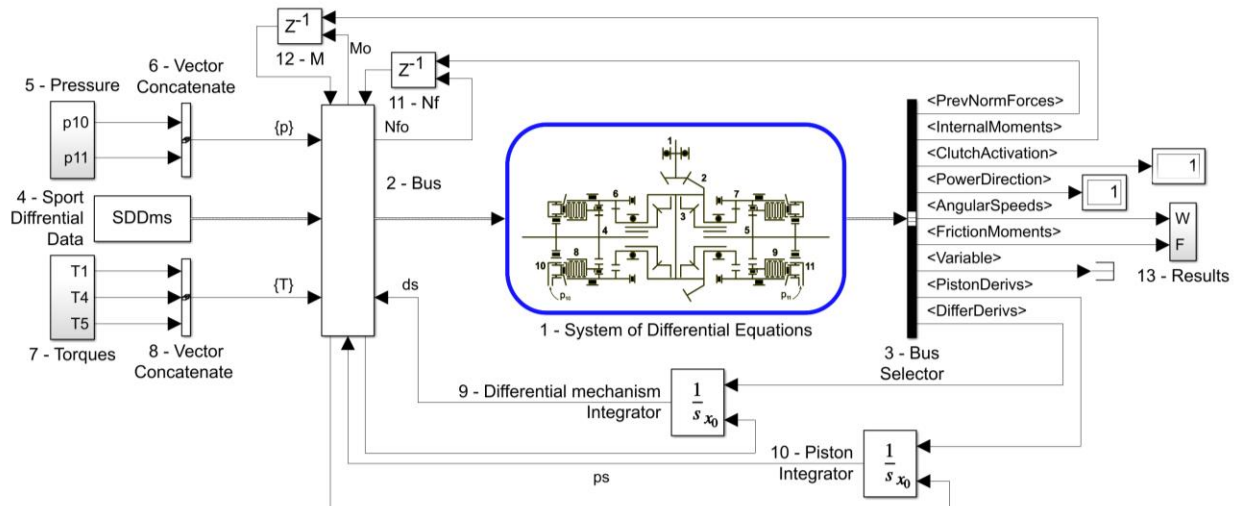 Z⁻¹
Mo
12 - M
Z⁻¹
11 - Nf
Nfo
5 - Pressure
p10
p11
6 - Vector
Concatenate
{p}
4 - Sport
Diffrential
Data
SDDms
2 - Bus
T1
T4
T5
7 - Torques
8 - Vector
Concatenate
{T}
ds
1
2
3
4
5
6
7
8
9
10
11
p₁₀
p₁₁
1 - System of Differential Equations
<PrevNormForces>
<InternalMoments>
<ClutchActivation>
<PowerDirection>
<AngularSpeeds>
<FrictionMoments>
<Variable>
<PistonDerivs>
<DifferDerivs>
1
1
W
F
13 - Results
3 - Bus
Selector
9 - Differential mechanism
Integrator
1
s x₀
10 - Piston
Integrator
1
s x₀
ps